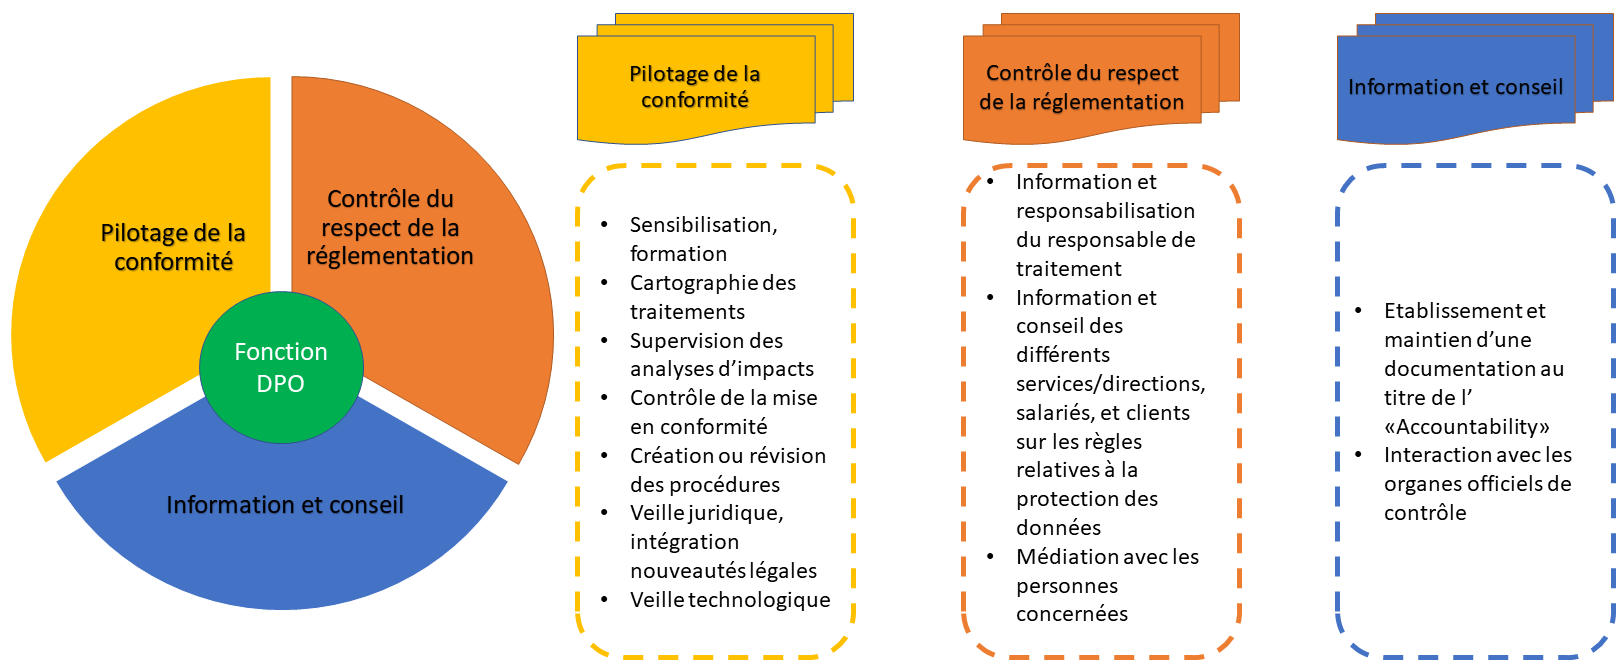 Pilotage de la
conformité
Contrôle du
respect de la
réglementation
Fonction
DPO
Information et conseil
Pilotage de la
conformité
• Sensibilisation,
formation
• Cartographie des
traitements
• Supervision des
analyses d’impacts
• Contrôle de la mise
en conformité
• Création ou révision
des procédures
• Veille juridique,
intégration
nouveautés légales
• Veille technologique
Contrôle du respect
de la réglementation
• Information et
responsabilisation
du responsable de
traitement
• Information et
conseil des
différents
services/directions,
salariés, et clients
sur les règles
relatives à la
protection des
données
• Médiation avec les
personnes
concernées
Information et conseil
• Etablissement et
maintien d’une
documentation au
titre de l’
«Accountability»
• Interaction avec les
organes officiels de
contrôle